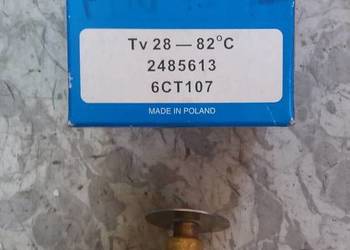 Tv 28 — 82°C
2485613
6CT107
MADE IN POLAND